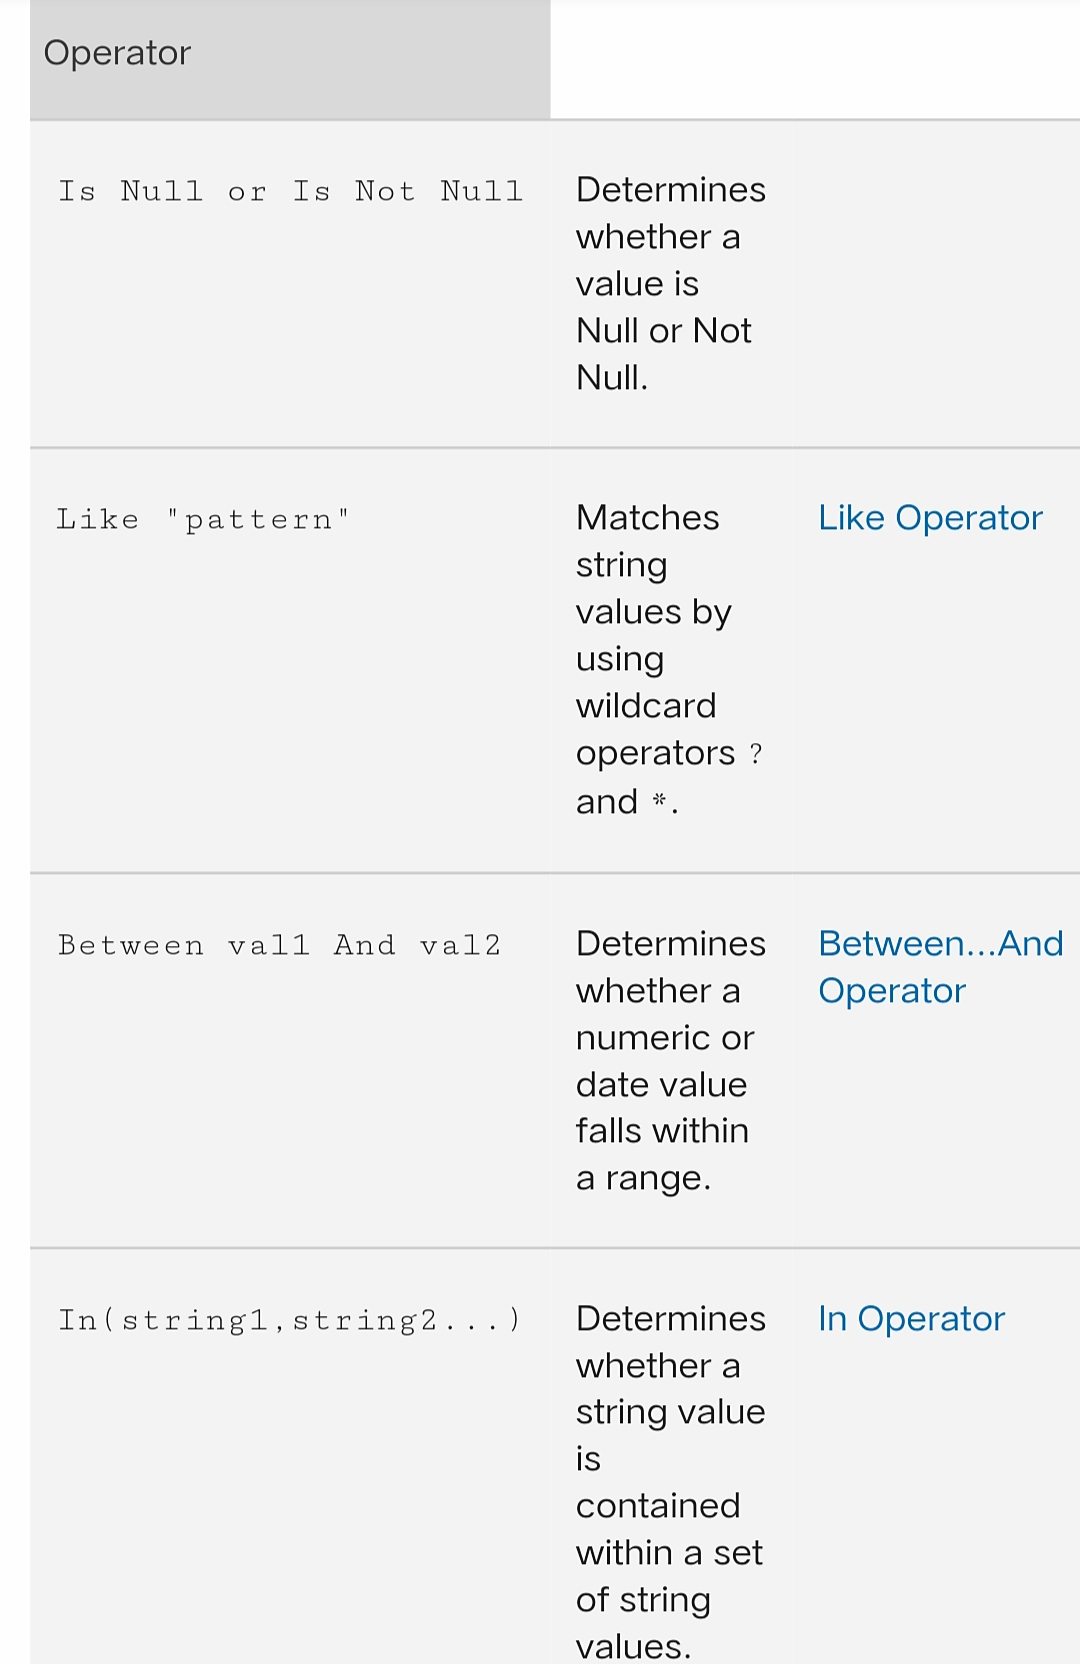 Operator
Is Null or Is Not Null
Determines
whether a
value is
Null or Not
Null.
Like "pattern"
Matches
string
values by
using
wildcard
operators ?
and *.
Like Operator
Between val1 And val2
Determines
whether a
numeric or
date value
falls within
a range.
Between...And
Operator
In(string1,string2...)
Determines
whether a
string value
is
contained
within a set
of string
values.
In Operator